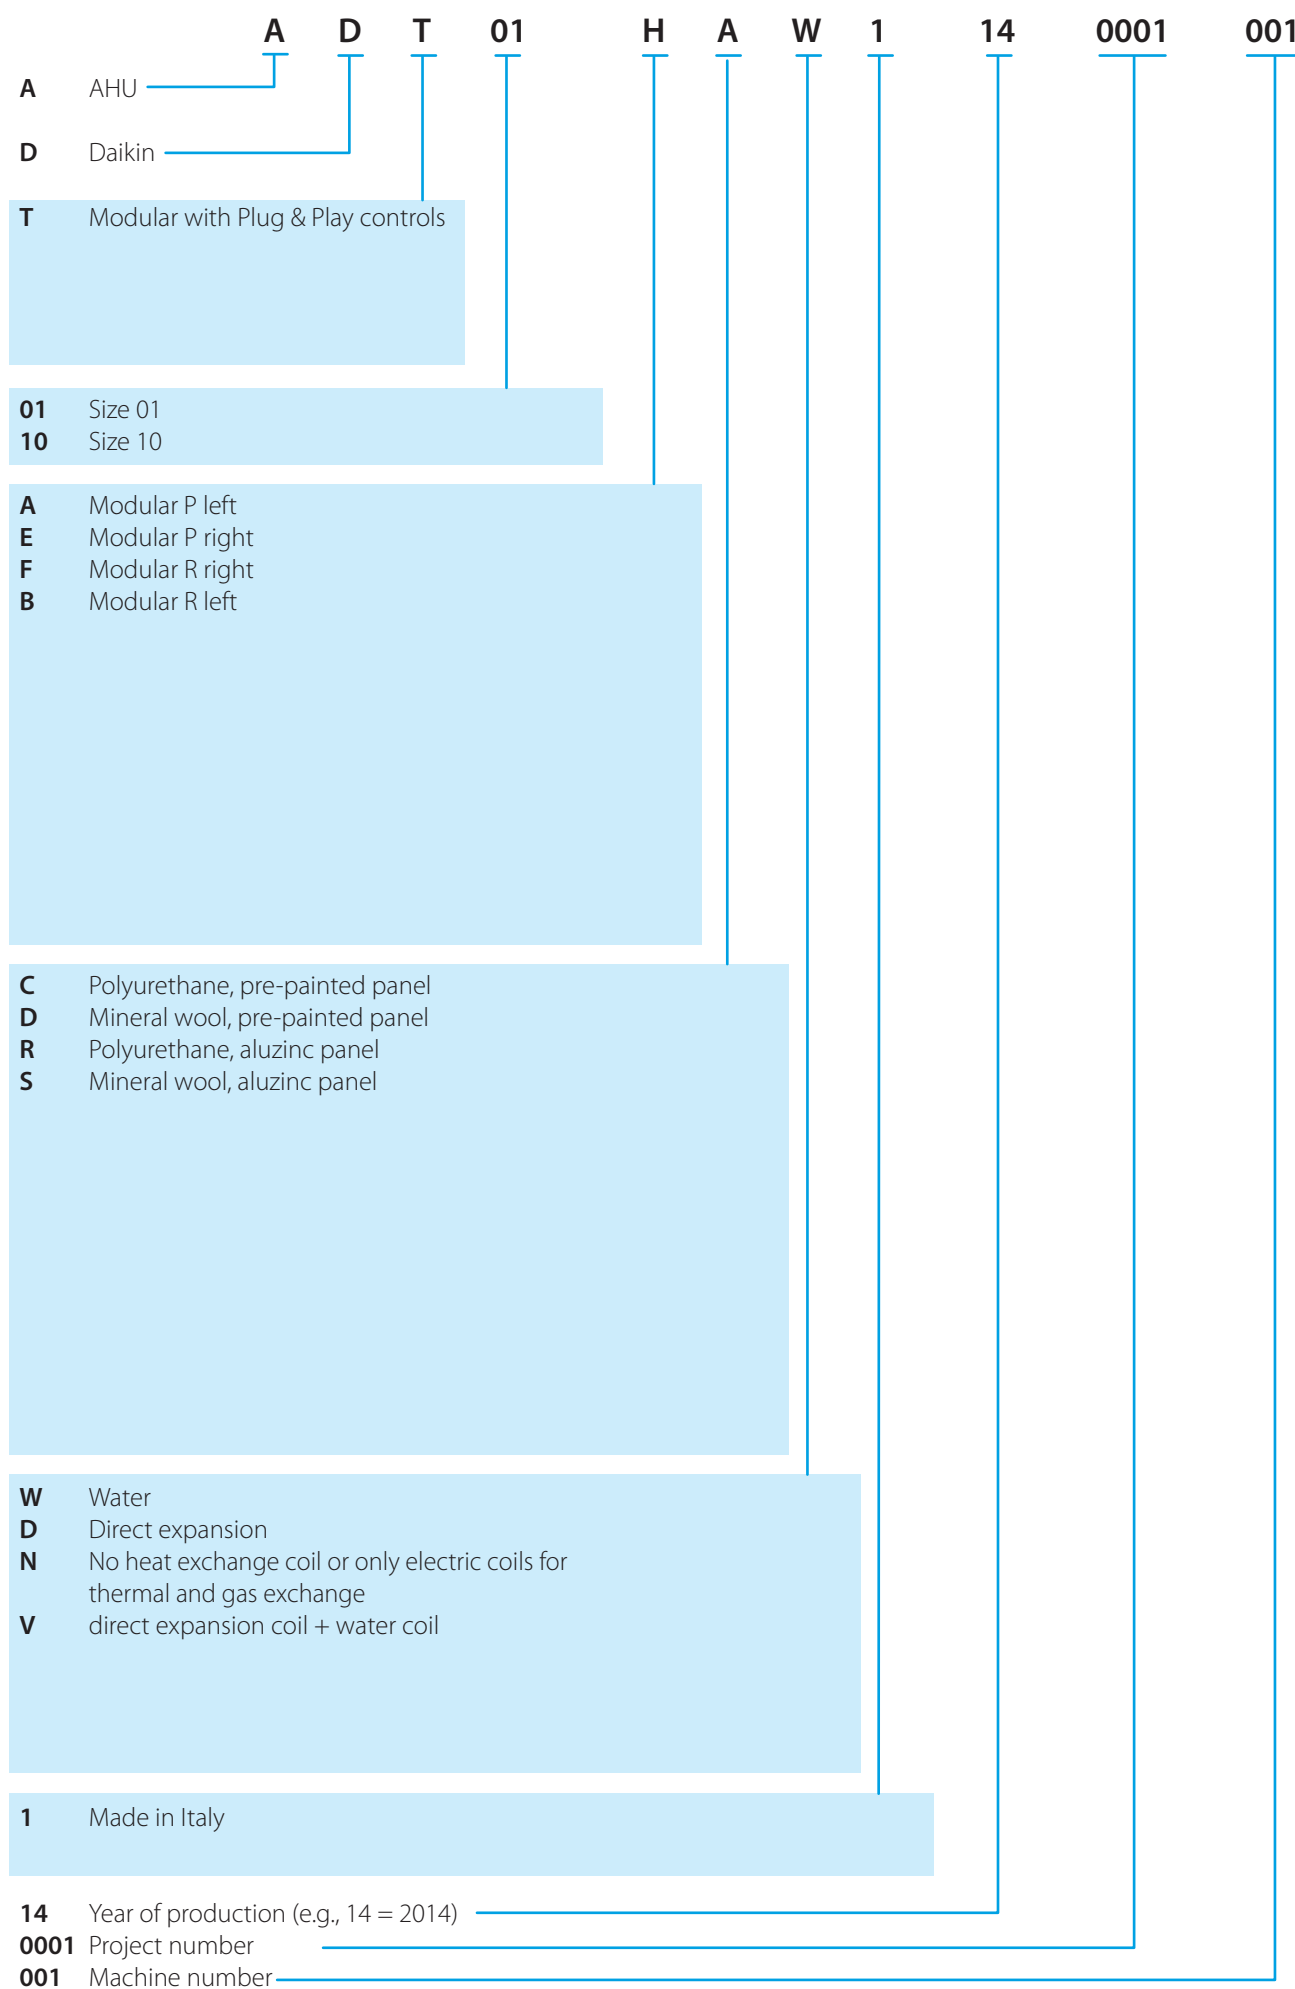 A D T 01 H A W 1 14 0001 001
A AHU
D Daikin
T Modular with Plug & Play controls
01 Size 01
10 Size 10
A Modular P left
E Modular P right
F Modular R right
B Modular R left
C Polyurethane, pre-painted panel
D Mineral wool, pre-painted panel
R Polyurethane, aluzinc panel
S Mineral wool, aluzinc panel
W Water
D Direct expansion
N No heat exchange coil or only electric coils for
thermal and gas exchange
V direct expansion coil + water coil
1 Made in Italy
14 Year of production (e.g., 14 = 2014)
0001 Project number
001 Machine number